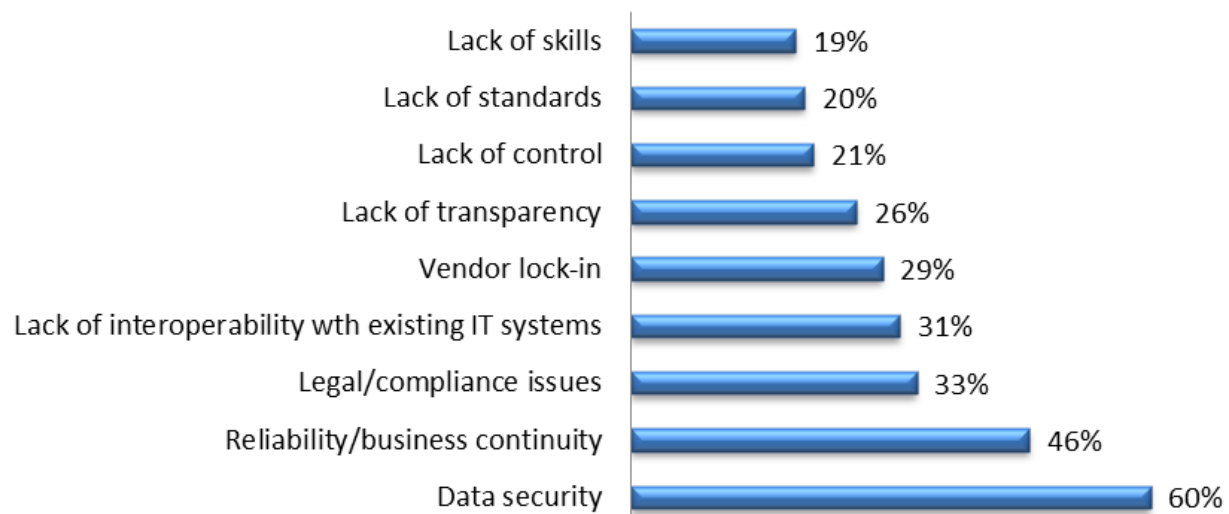 Lack of skills 19%
Lack of standards 20%
Lack of control 21%
Lack of transparency 26%
Vendor lock-in 29%
Lack of interoperability wth existing IT systems 31%
Legal/compliance issues 33%
Reliability/business continuity 46%
Data security 60%